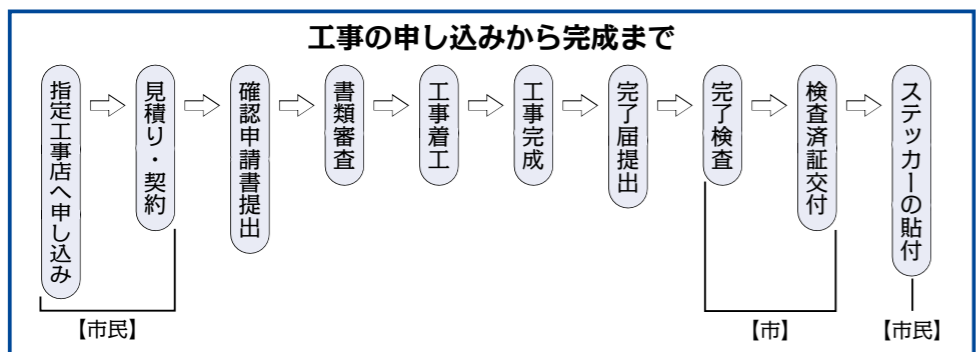 工事の申し込みから完成まで
指定工事店へ申し込み
見積り・契約
確認申請書提出
書類審査
工事着工
工事完成
完了届提出
完了検査
検査済証交付
ステッカーの貼付
【市民】
【市】
【市民】